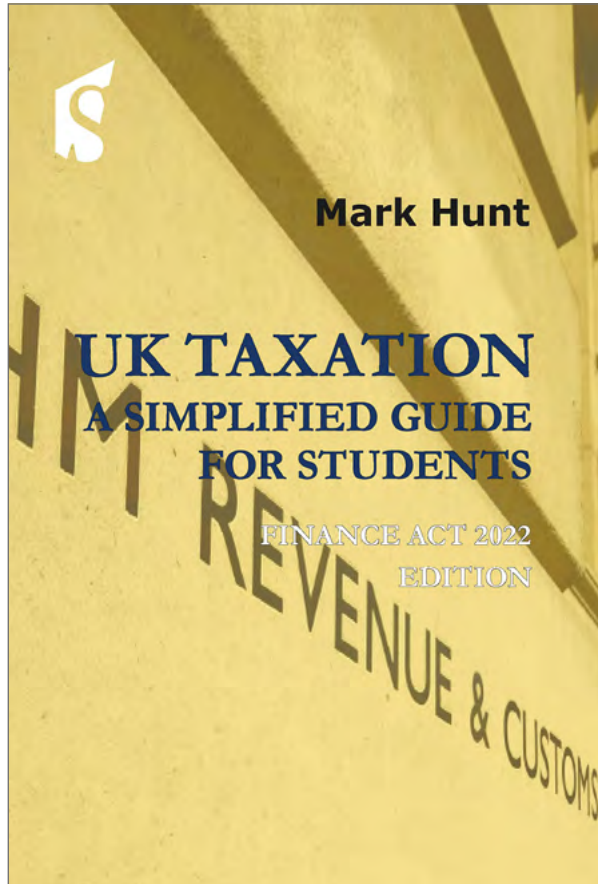 Mark Hunt
UK TAXATION
A SIMPLIFIED GUIDE
FOR STUDENTS
FINANCE ACT 2022
EDITION
HM REVENUE & CUSTOMS